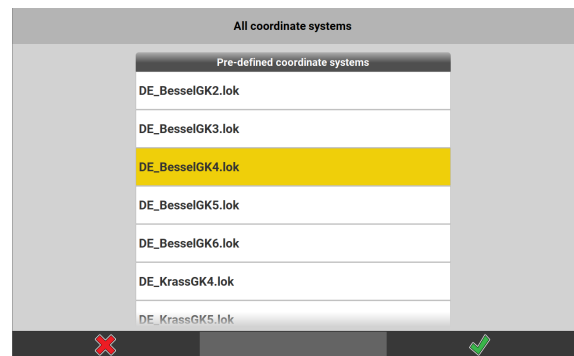 All coordinate systems
Pre-defined coordinate systems
DE_BesselGK2.lok
DE_BesselGK3.lok
DE_BesselGK4.lok
DE_BesselGK5.lok
DE_BesselGK6.lok
DE_KrassGK4.lok
DE_KrassGK5.lok